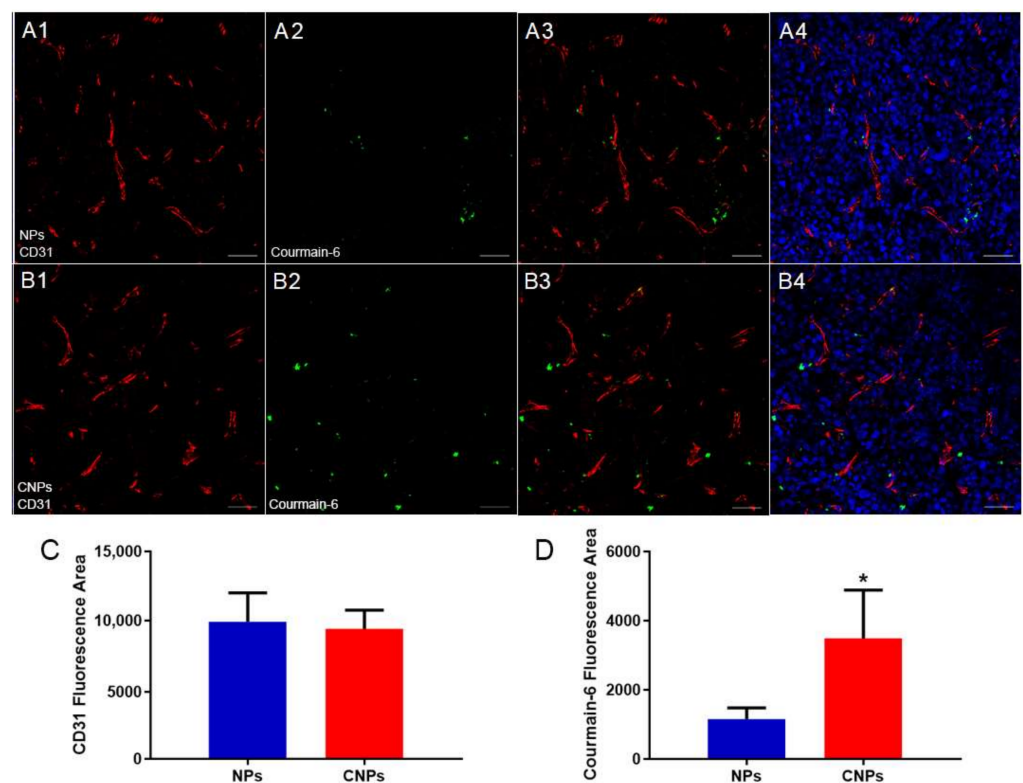 A1
A2
A3
A4
NPs
CD31
Courmain-6
B1
B2
B3
B4
CNPs
CD31
Courmain-6
C
CD31 Fluorescence Area
15,000
10,000
5000
0
NPs
CNPs
D
Courmain-6 Fluorescence Area
6000
4000
2000
0
*
NPs
CNPs